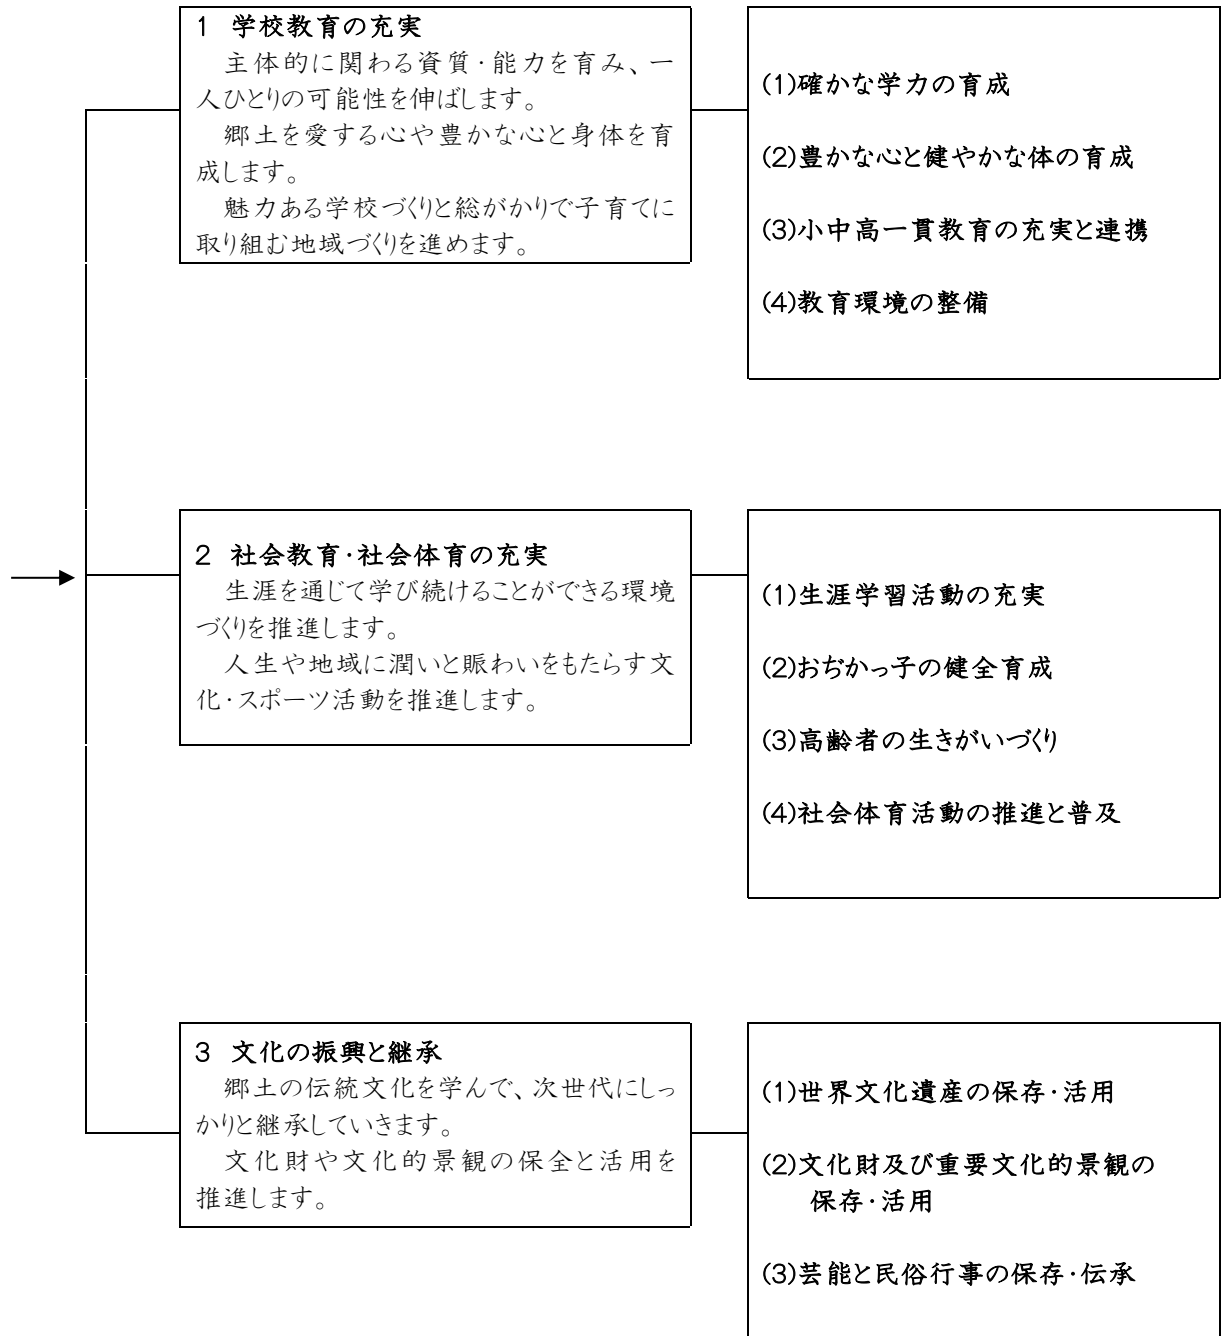 1 学校教育の充実
主体的に関わる資質・能力を育み、一
人ひとりの可能性を伸ばします。
郷土を愛する心や豊かな心と身体を育
成します。
魅力ある学校づくりと総がかりで子育てに
取り組む地域づくりを進めます。
(1)確かな学力の育成
(2)豊かな心と健やかな体の育成
(3)小中高一貫教育の充実と連携
(4)教育環境の整備
2 社会教育・社会体育の充実
生涯を通じて学び続けることができる環境
づくりを推進します。
人生や地域に潤いと賑わいをもたらす文
化・スポーツ活動を推進します。
(1)生涯学習活動の充実
(2)おぢかっ子の健全育成
(3)高齢者の生きがいづくり
(4)社会体育活動の推進と普及
3 文化の振興と継承
郷土の伝統文化を学んで、次世代にしっ
かりと継承していきます。
文化財や文化的景観の保全と活用を
推進します。
(1)世界文化遺産の保存・活用
(2)文化財及び重要文化的景観の
保存・活用
(3)芸能と民俗行事の保存・伝承